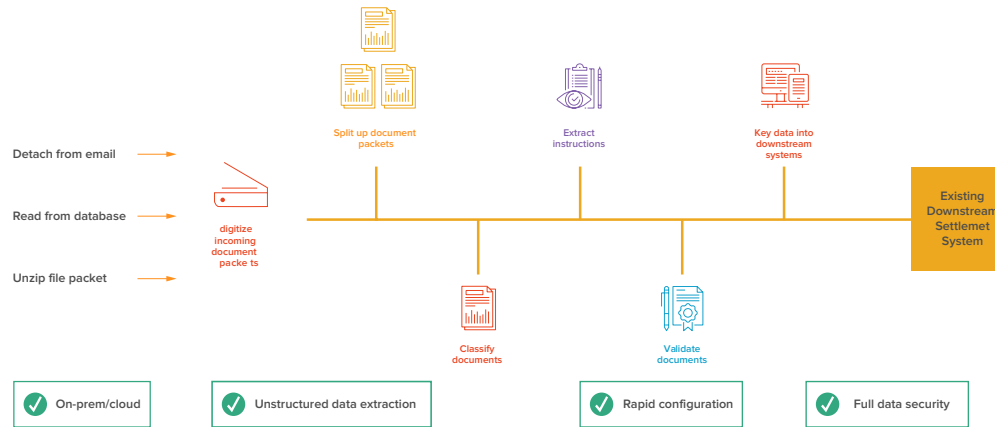 Split up document
packets
Extract
instructions
Key data into
downstream
systems
Detach from email
Read from database
Unzip file packet
digitize
incoming
document
packe ts
Existing
Downstream
Settlemet
System
Classify
documents
Validate
documents
On-prem/cloud
Unstructured data extraction
Rapid configuration
Full data security